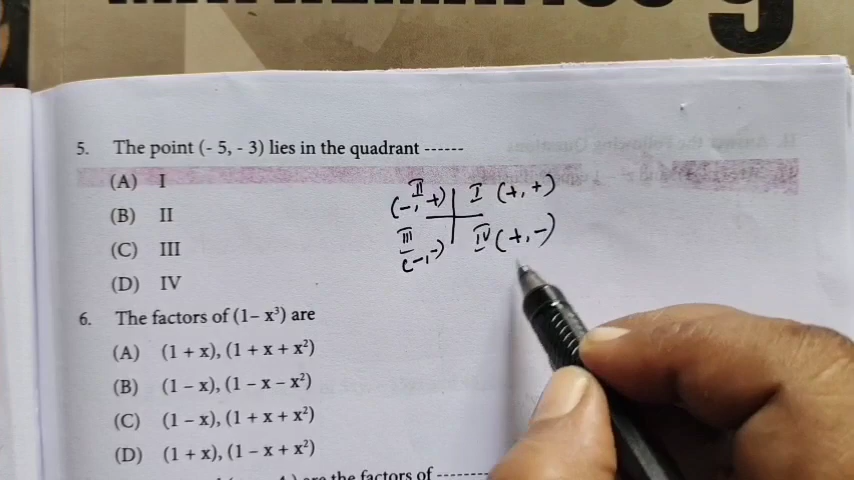 5. The point (- 5, - 3) lies in the quadrant ------
(A) I
(B) II
(C) III
(D) IV
II (-, +) I (+, +)
III (-, -) IV (+, -)
6. The factors of (1– x³) are
(A) (1 + x), (1 + x + x²)
(B) (1 – x), (1 – x – x²)
(C) (1 – x), (1 + x + x²)
(D) (1 + x), (1 – x + x²)
are the factors of -------